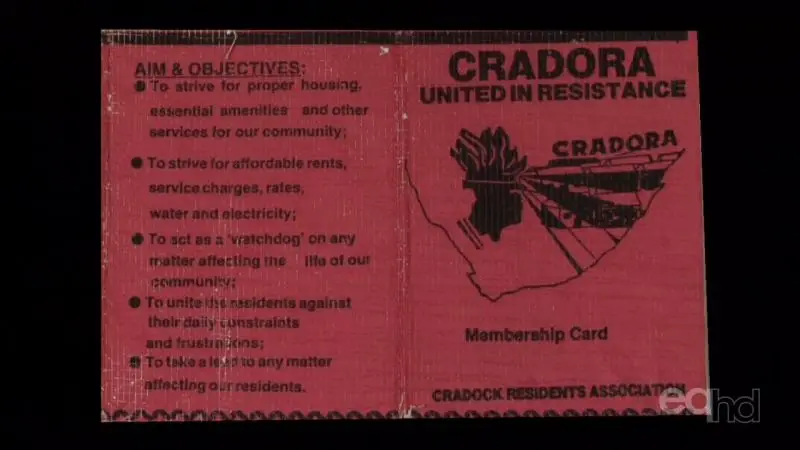 AIM & OBJECTIVES:
To strive for proper housing,
essential amenities and other
services for our community;
To strive for affordable rents,
service charges, rates,
water and electricity;
To act as a 'watchdog' on any
matter affecting the life of our
community;
To unite the residents against
their daily constraints
and frustrations;
To take a lead to any matter
affecting our residents.
CRADORA
UNITED IN RESISTANCE
CRADORA
Membership Card
CRADOCK RESIDENTS ASSOCIATION
eqhd